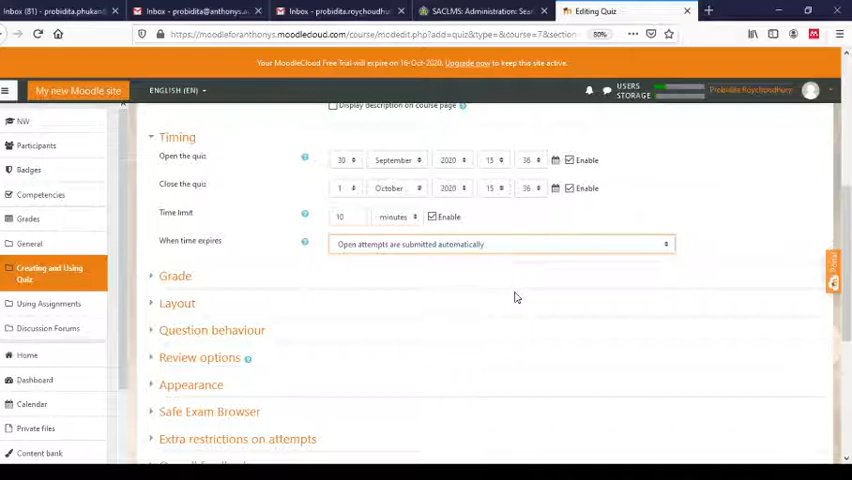 Inbox (81) - probidita.phukan
Inbox - probidita@anthonys.a
Inbox - probidita.roychoudhur
SACLMS: Administration: Sear
Editing Quiz
https://moodleforanthonys.moodlecloud.com/course/modedit.php?add=quiz&type=&course=7&section
80%
Your MoodleCloud Free Trial will expire on 16-Oct-2020. Upgrade now to keep this site active.
My new Moodle site
ENGLISH (EN)
USERS
STORAGE
Probidita Roychoudhury
NW
Participants
Badges
Competencies
Grades
General
Creating and Using
Quiz
Using Assignments
Discussion Forums
Home
Dashboard
Calendar
Private files
Content bank
Display description on course page
Timing
Open the quiz
30 September 2020 15 36 Enable
Close the quiz
1 October 2020 15 36 Enable
Time limit
10 minutes Enable
When time expires
Open attempts are submitted automatically
Grade
Layout
Question behaviour
Review options
Appearance
Safe Exam Browser
Extra restrictions on attempts
Portal